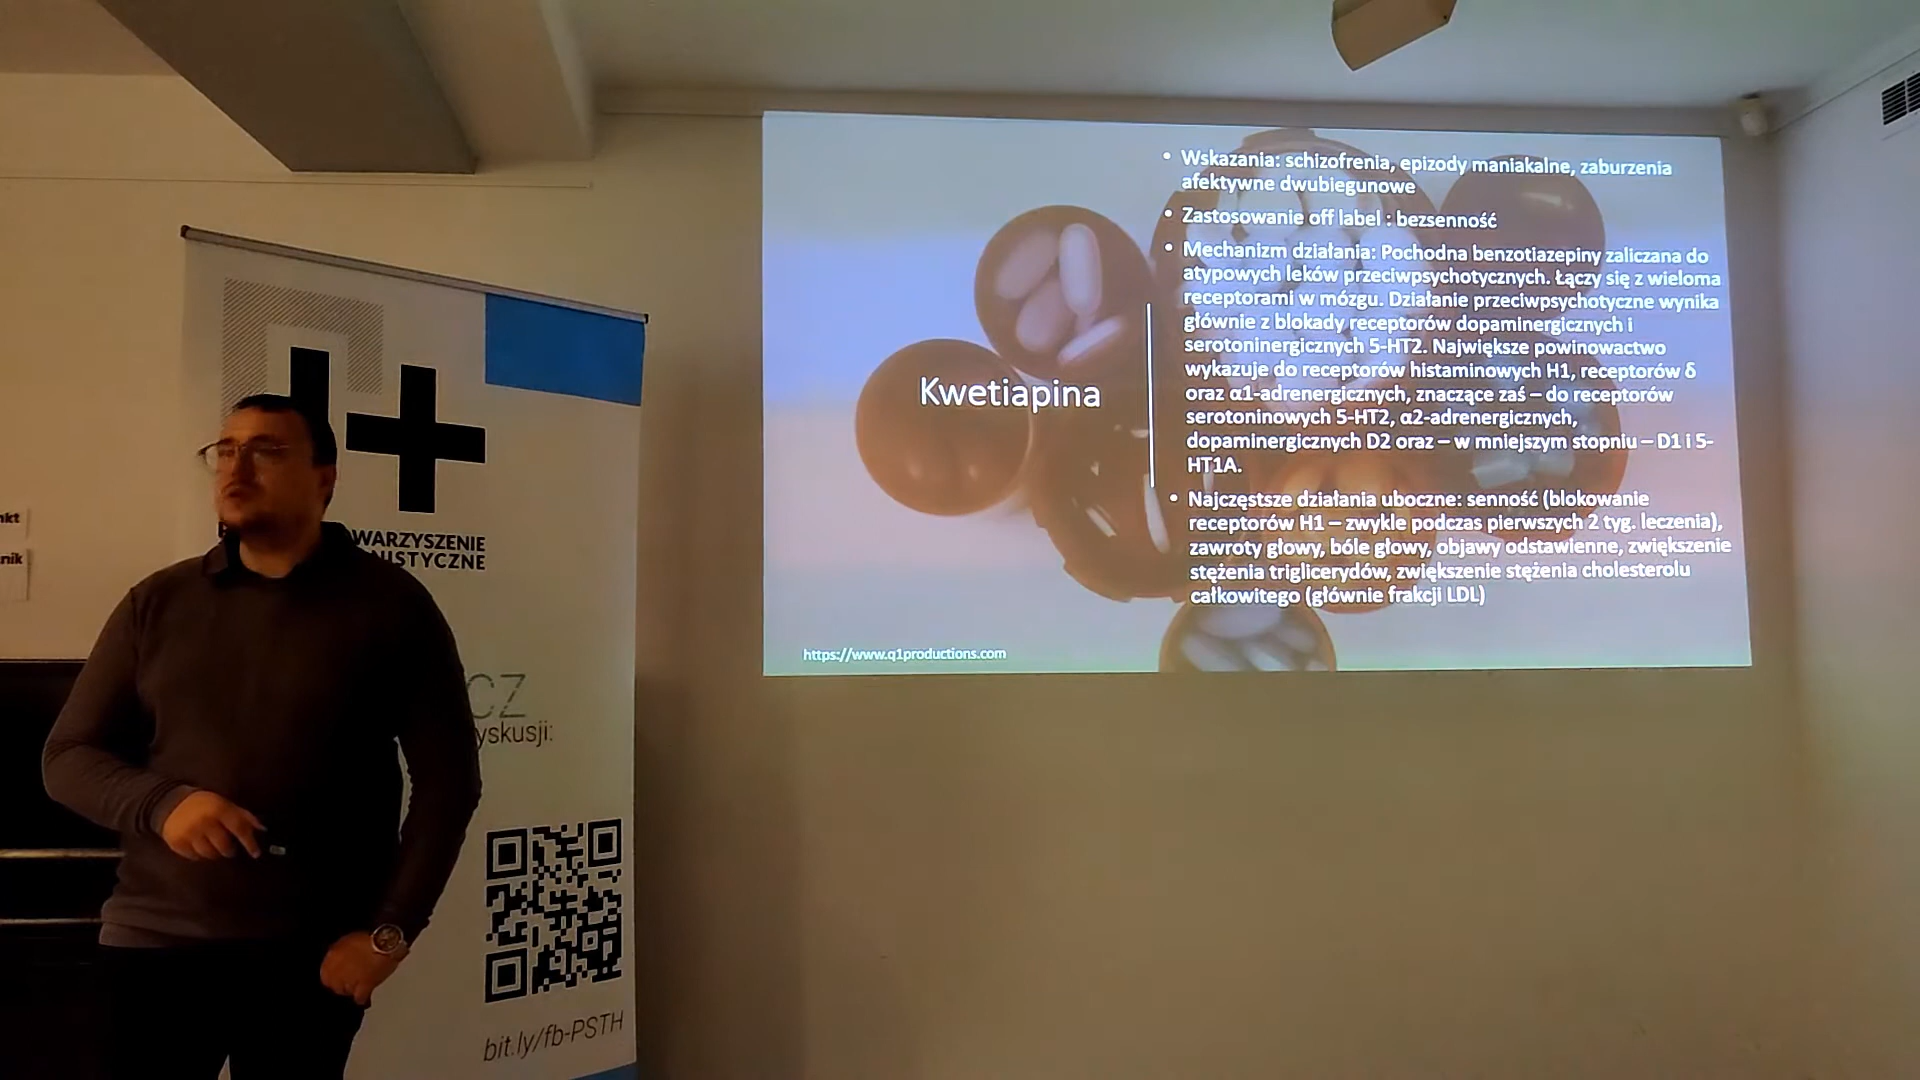 Kwetiapina
• Wskazania: schizofrenia, epizody maniakalne, zaburzenia
afektywne dwubiegunowe
• Zastosowanie off label : bezsenność
• Mechanizm działania: Pochodna benzotiazepiny zaliczana do
atypowych leków przeciwpsychotycznych. Łączy się z wieloma
receptorami w mózgu. Działanie przeciwpsychotyczne wynika
głównie z blokady receptorów dopaminergicznych i
serotoninergicznych 5-HT2. Największe powinowactwo
wykazuje do receptorów histaminowych H1, receptorów δ
oraz α1-adrenergicznych, znaczące zaś – do receptorów
serotoninowych 5-HT2, α2-adrenergicznych,
dopaminergicznych D2 oraz – w mniejszym stopniu – D1 i 5-
HT1A.
• Najczęstsze działania uboczne: senność (blokowanie
receptorów H1 – zwykle podczas pierwszych 2 tyg. leczenia),
zawroty głowy, bóle głowy, objawy odstawienne, zwiększenie
stężenia triglicerydów, zwiększenie stężenia cholesterolu
całkowitego (głównie frakcji LDL)
https://www.q1productions.com
WARZYSZENIE
NISTYCZNE
CZ
yskusji:
bit.ly/fb-PSTH
nkt
nik